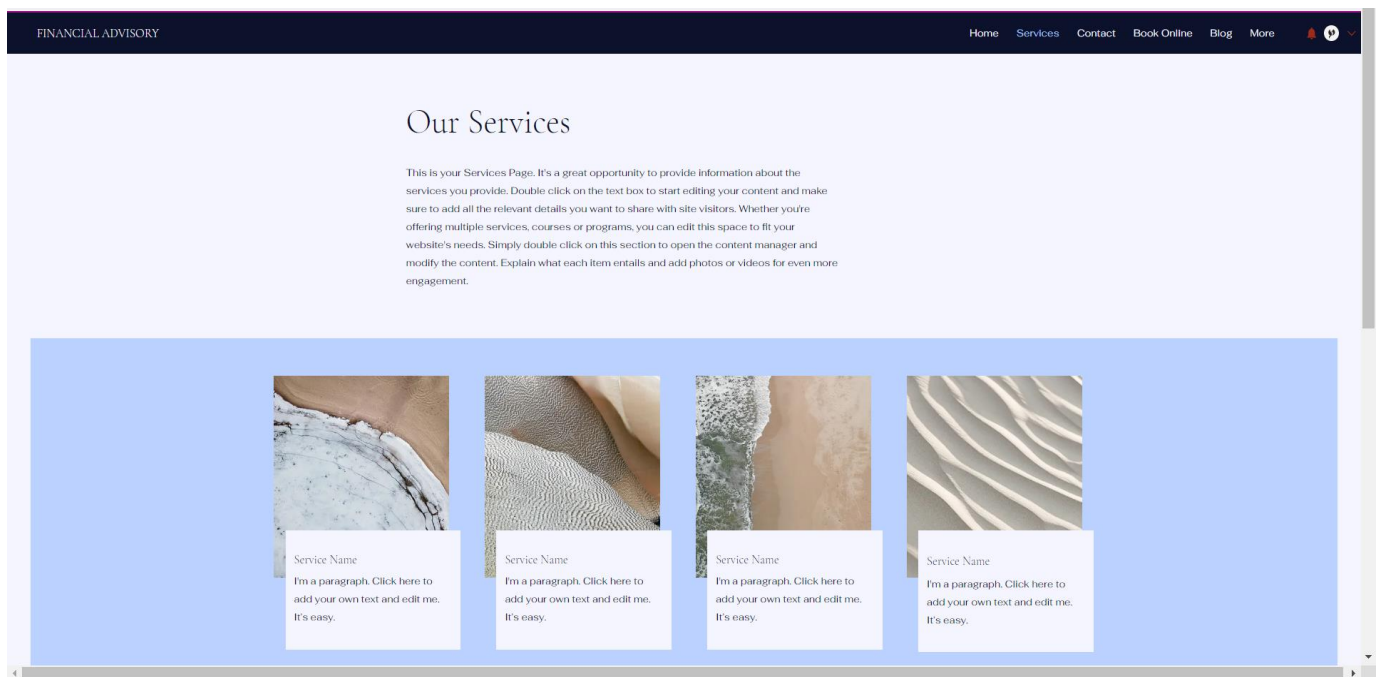 FINANCIAL ADVISORY
Home Services Contact Book Online Blog More
Our Services
This is your Services Page. It's a great opportunity to provide information about the
services you provide. Double click on the text box to start editing your content and make
sure to add all the relevant details you want to share with site visitors. Whether you're
offering multiple services, courses or programs, you can edit this space to fit your
website's needs. Simply double click on this section to open the content manager and
modify the content. Explain what each item entails and add photos or videos for even more
engagement.
Service Name
I'm a paragraph. Click here to
add your own text and edit me.
It's easy.
Service Name
I'm a paragraph. Click here to
add your own text and edit me.
It's easy.
Service Name
I'm a paragraph. Click here to
add your own text and edit me.
It's easy.
Service Name
I'm a paragraph. Click here to
add your own text and edit me.
It's easy.